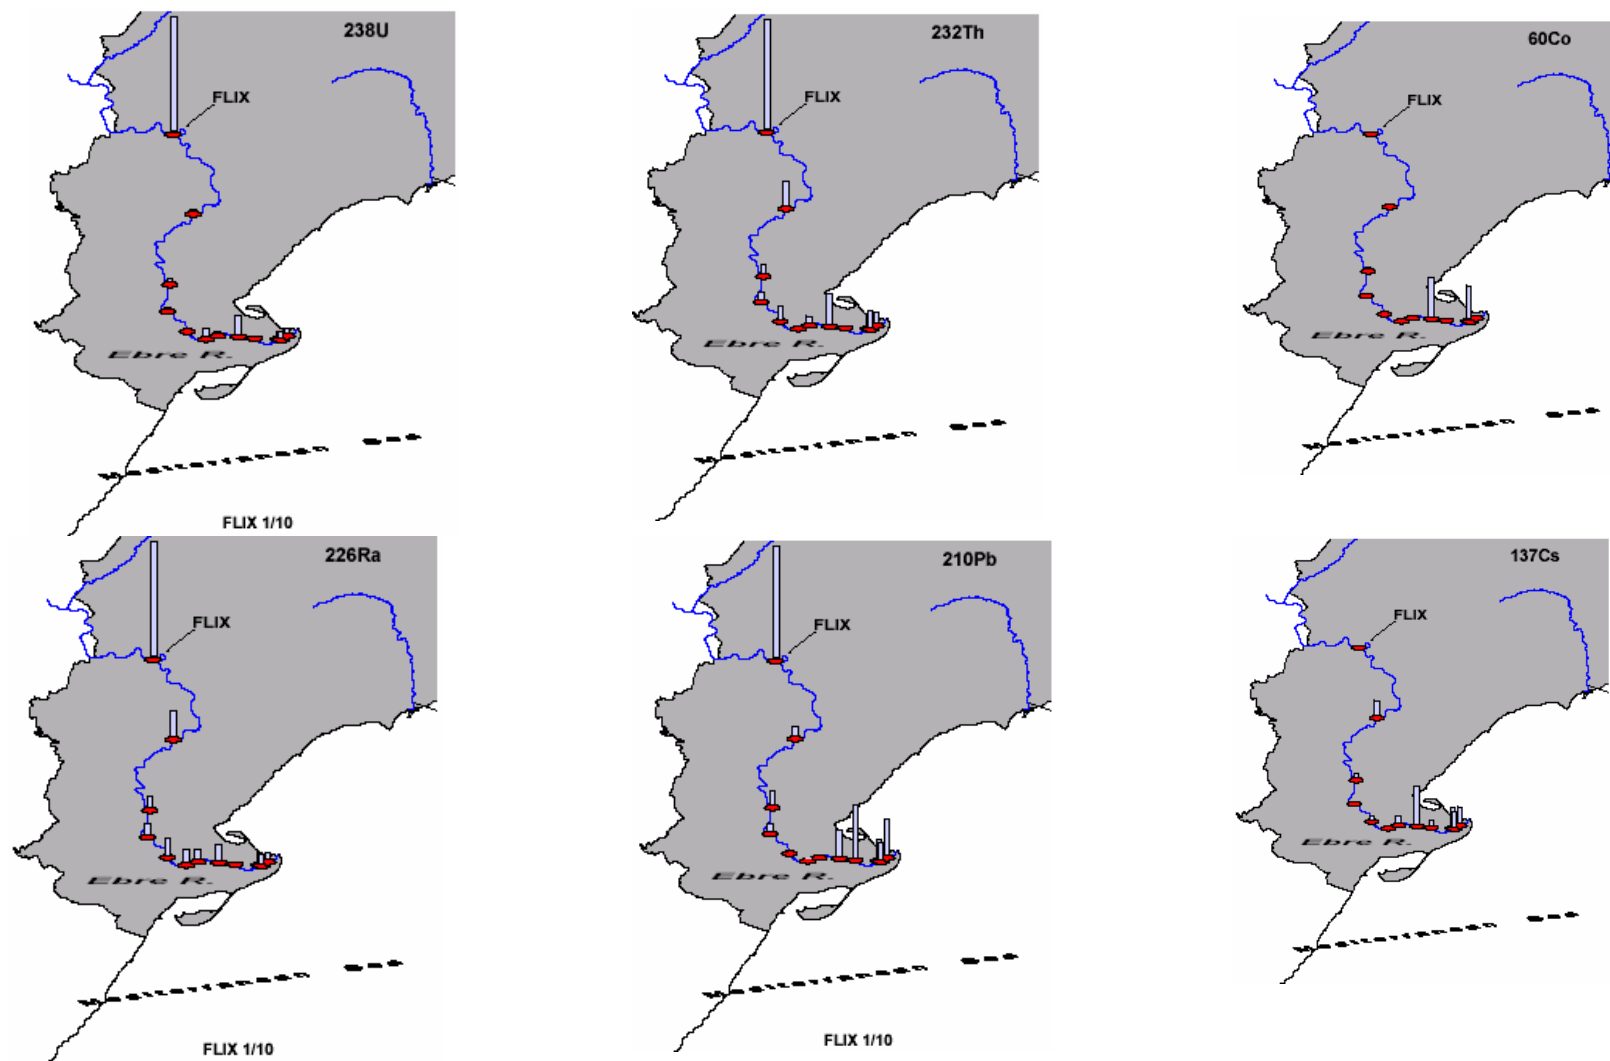 238U
FLIX
Ebre R.
FLIX 1/10
232Th
FLIX
Ebre R.
60Co
FLIX
Ebre R.
226Ra
FLIX
Ebre R.
FLIX 1/10
210Pb
FLIX
Ebre R.
FLIX 1/10
137Cs
FLIX
Ebre R.